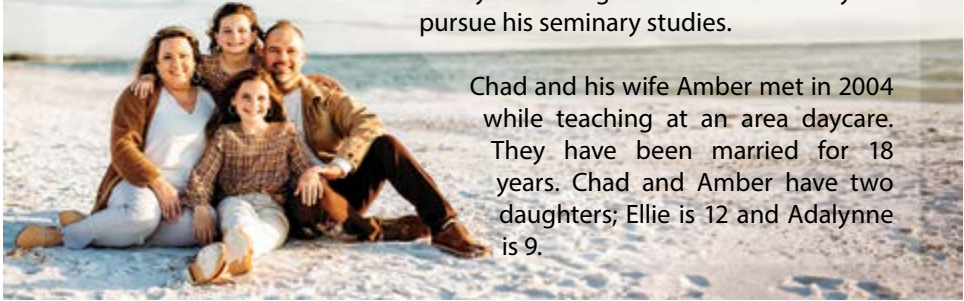 pursue his seminary studies.
Chad and his wife Amber met in 2004
while teaching at an area daycare.
They have been married for 18
years. Chad and Amber have two
daughters; Ellie is 12 and Adalynne
is 9.